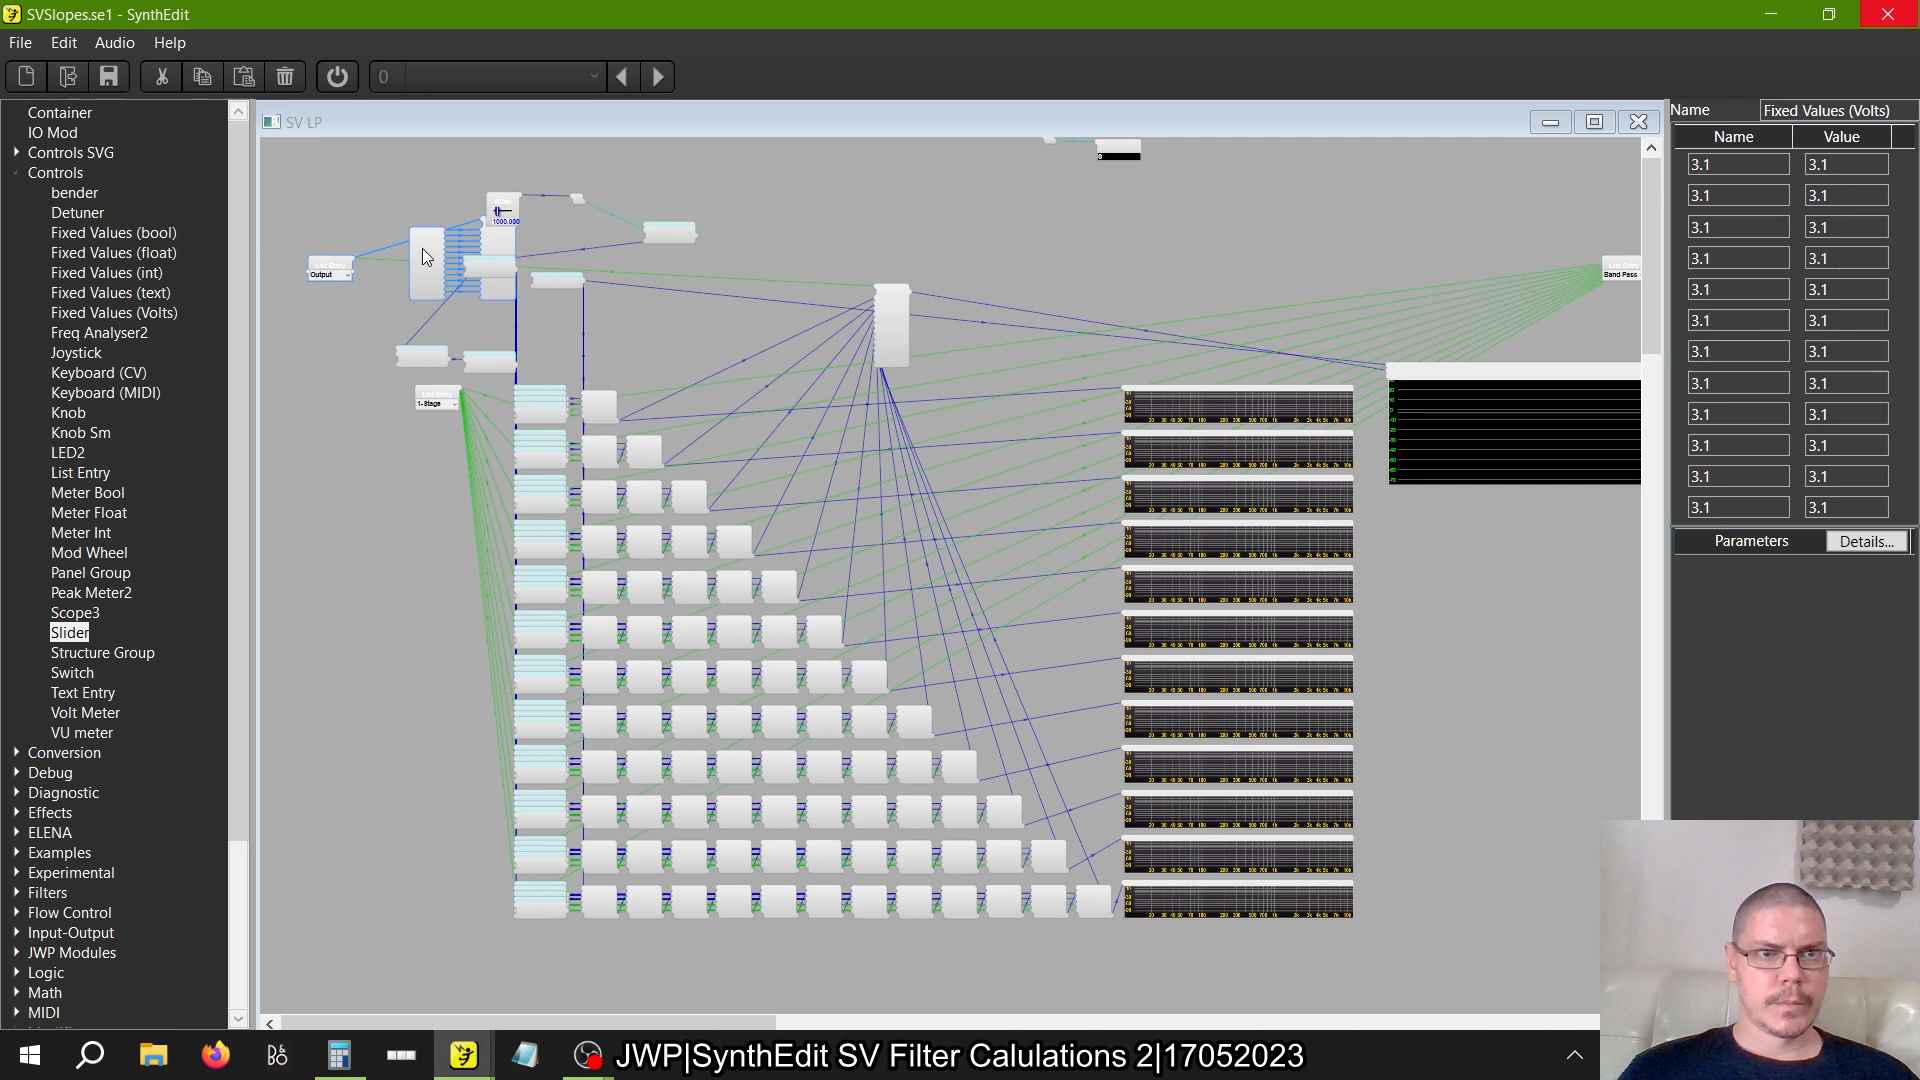 SVSlopes.se1 - SynthEdit
File Edit Audio Help
0
Container
IO Mod
Controls SVG
Controls
bender
Detuner
Fixed Values (bool)
Fixed Values (float)
Fixed Values (int)
Fixed Values (text)
Fixed Values (Volts)
Freq Analyser2
Joystick
Keyboard (CV)
Keyboard (MIDI)
Knob
Knob Sm
LED2
List Entry
Meter Bool
Meter Float
Meter Int
Mod Wheel
Panel Group
Peak Meter2
Scope3
Slider
Structure Group
Switch
Text Entry
Volt Meter
VU meter
Conversion
Debug
Diagnostic
Effects
ELENA
Examples
Experimental
Filters
Flow Control
Input-Output
JWP Modules
Logic
Math
MIDI
SV LP
0
1000.000
List Entry
Output
List Entry
Band Pass
1-Stage
Name Fixed Values (Volts)
Name Value
3.1 3.1
3.1 3.1
3.1 3.1
3.1 3.1
3.1 3.1
3.1 3.1
3.1 3.1
3.1 3.1
3.1 3.1
3.1 3.1
3.1 3.1
3.1 3.1
Parameters Details...
JWP|SynthEdit SV Filter Calulations 2|17052023